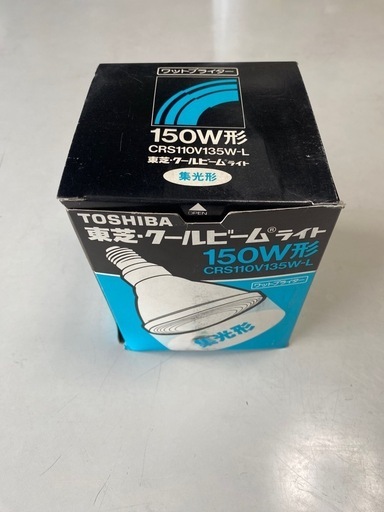 ワットブライター
150W形
CRS110V135W-L
東芝・クールビームライト
集光形
OPEN
TOSHIBA
東芝・クールビーム®ライト
150W形
CRS110V135W-L
ワットブライター
集光形